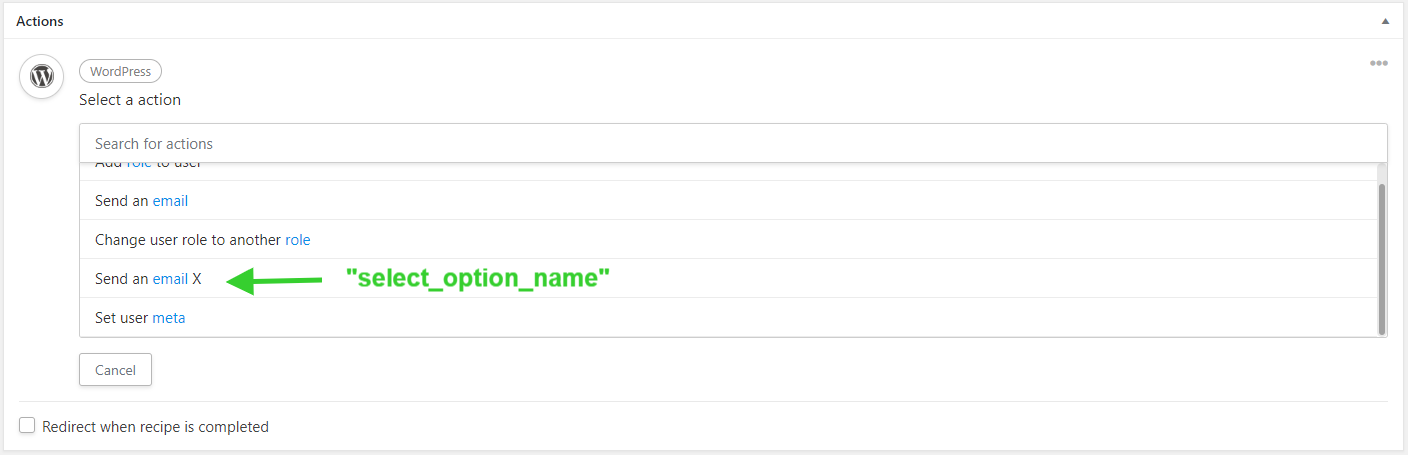 Actions
WordPress
Select a action
Search for actions
Add role to user
Send an email
Change user role to another role
Send an email X
"select_option_name"
Set user meta
Cancel
Redirect when recipe is completed